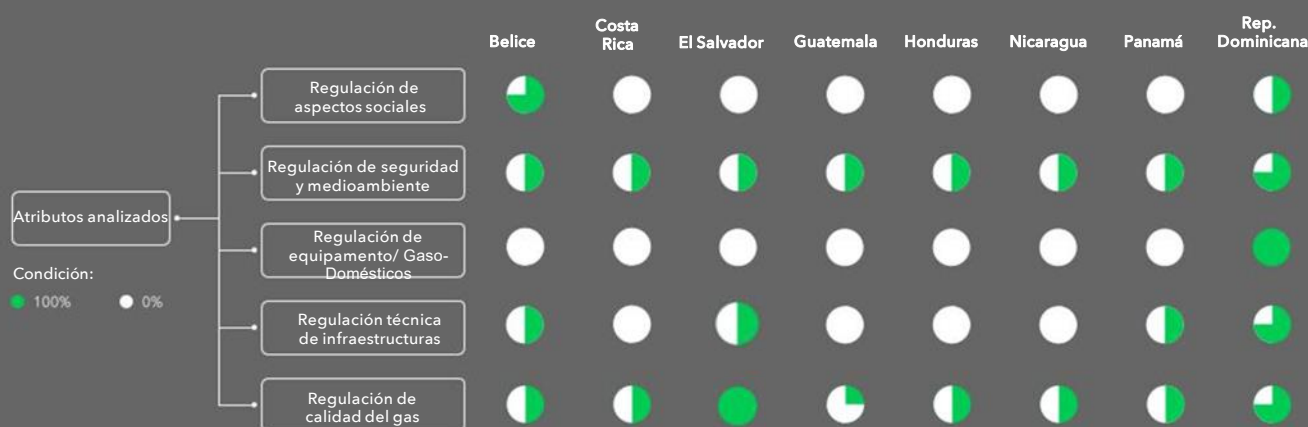 Belice
Costa
Rica
El Salvador
Guatemala
Honduras
Nicaragua
Panamá
Rep.
Dominicana
Regulación de
aspectos sociales
Regulación de seguridad
y medioambiente
Atributos analizados
Regulación de
equipamento/ Gaso-
Domésticos
Condición:
100%
0%
Regulación técnica
de infraestructuras
Regulación de
calidad del gas